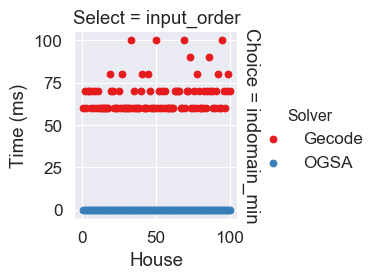 Select = input_order
100
75
50
25
0
Time (ms)
0
50
100
House
Choice = indomain_min
Solver
Gecode
OGSA